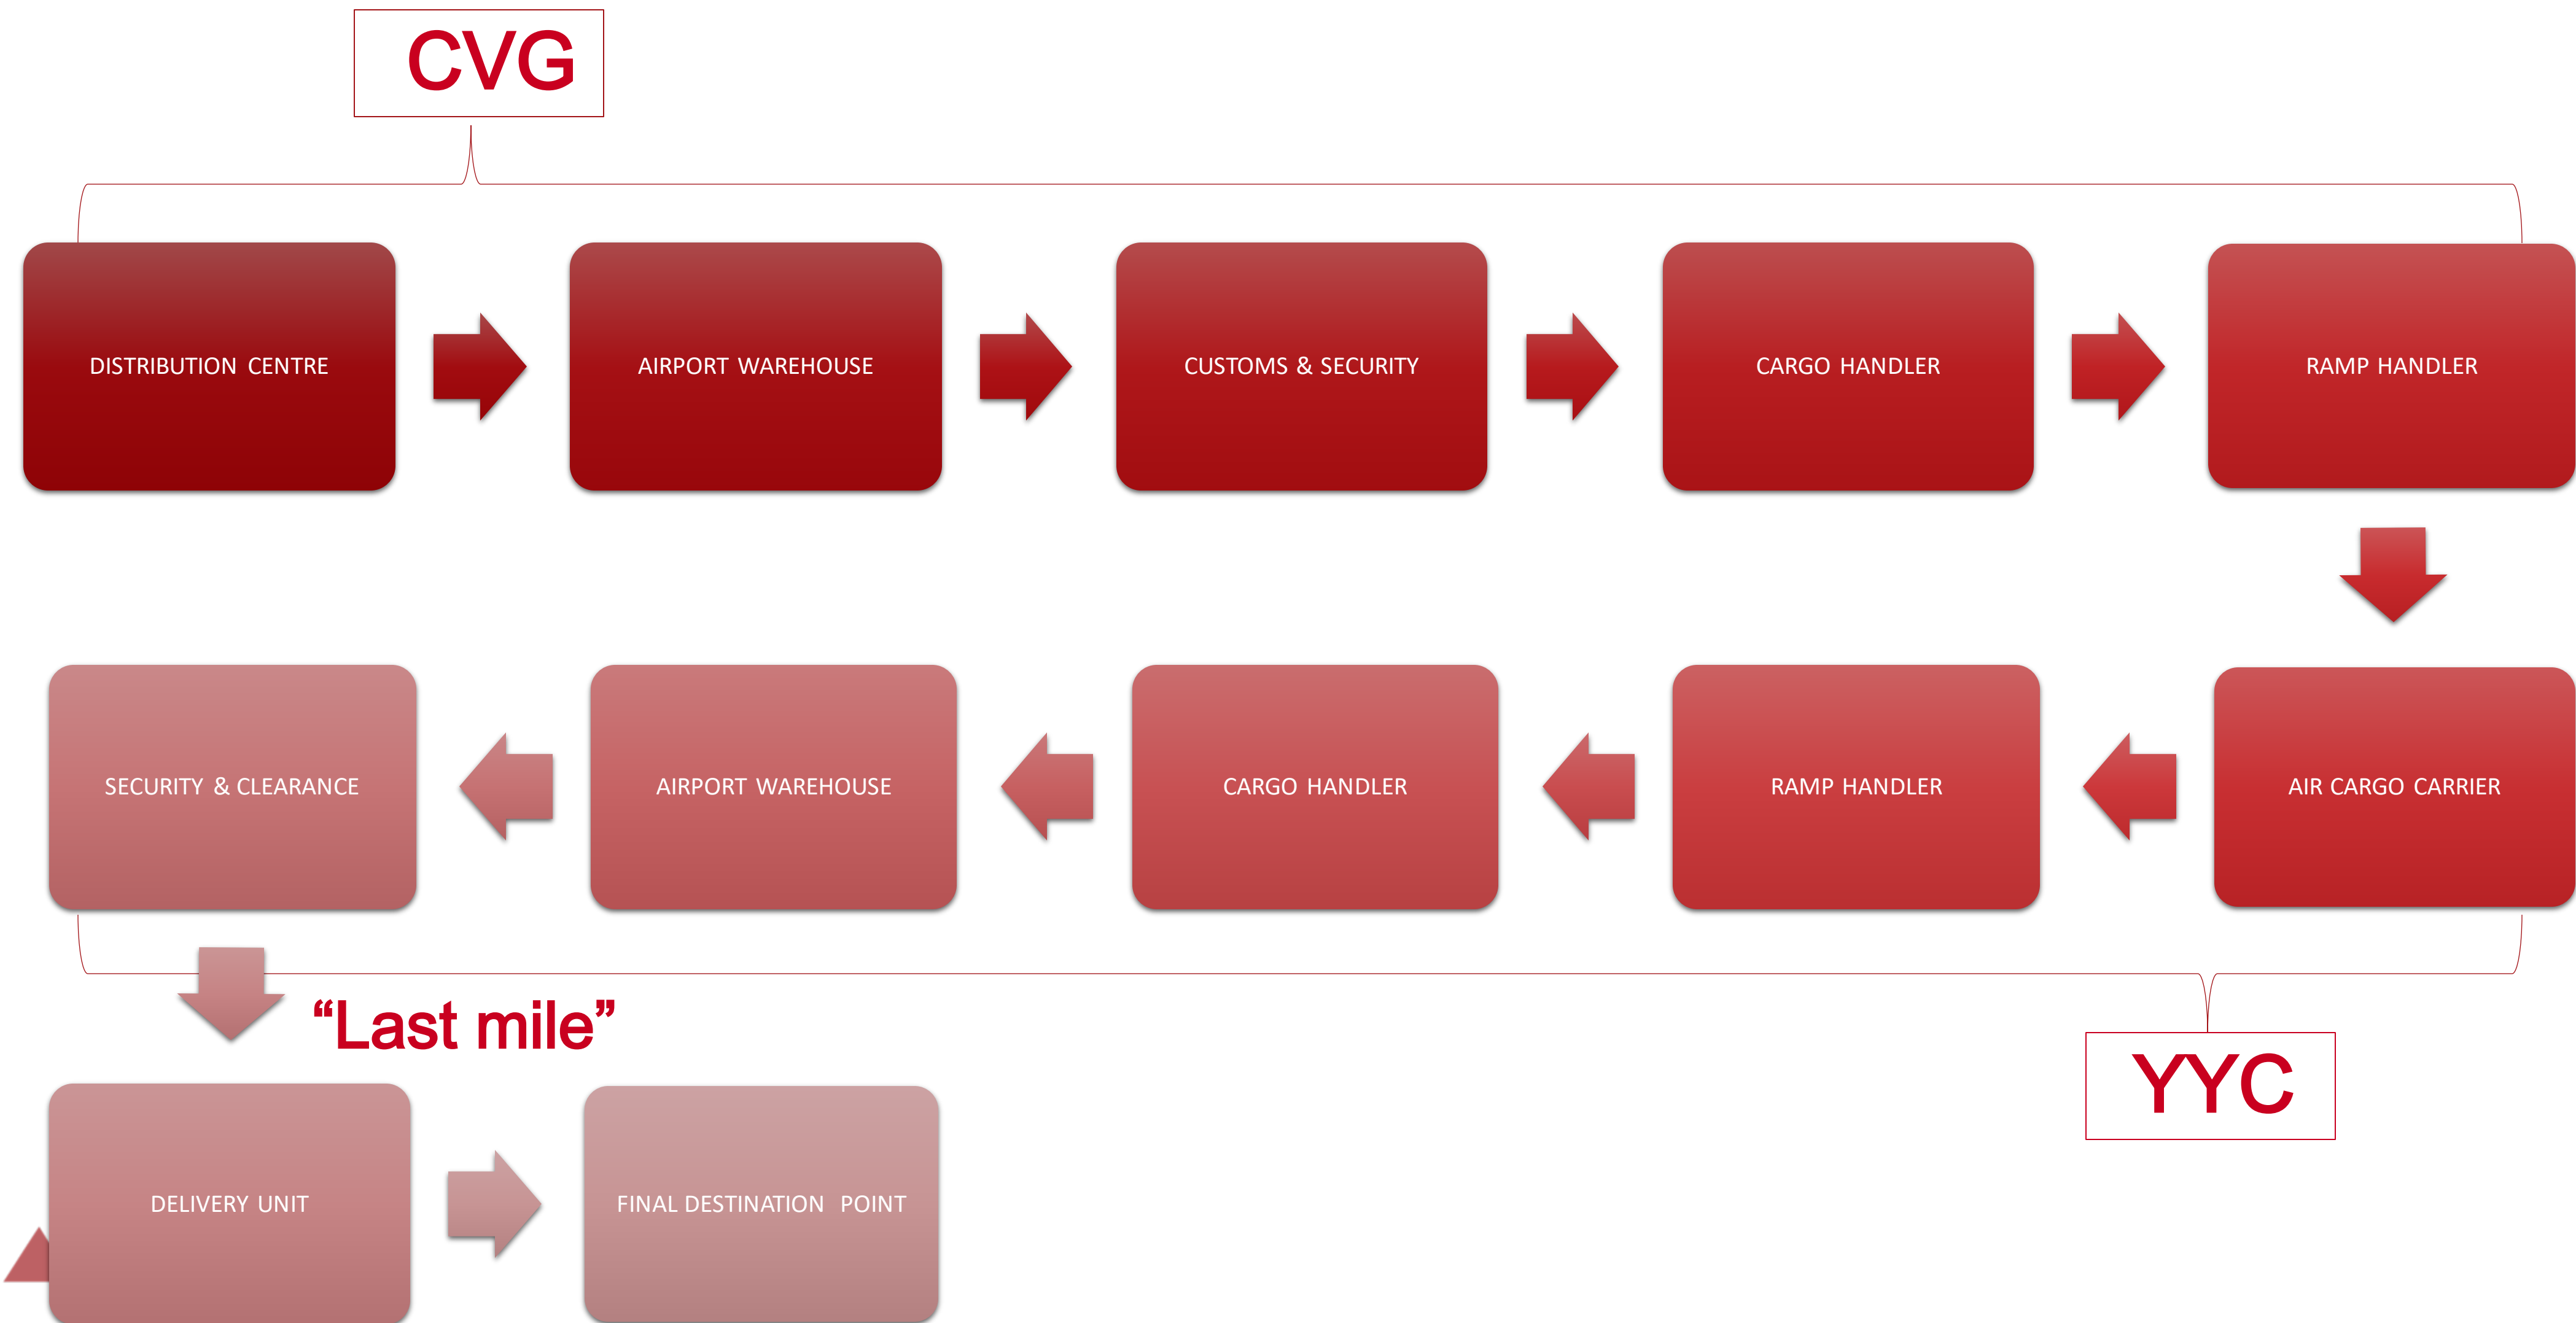 CVG
DISTRIBUTION CENTRE
AIRPORT WAREHOUSE
CUSTOMS & SECURITY
CARGO HANDLER
RAMP HANDLER
SECURITY & CLEARANCE
AIRPORT WAREHOUSE
CARGO HANDLER
RAMP HANDLER
AIR CARGO CARRIER
“Last mile”
YYC
DELIVERY UNIT
FINAL DESTINATION POINT